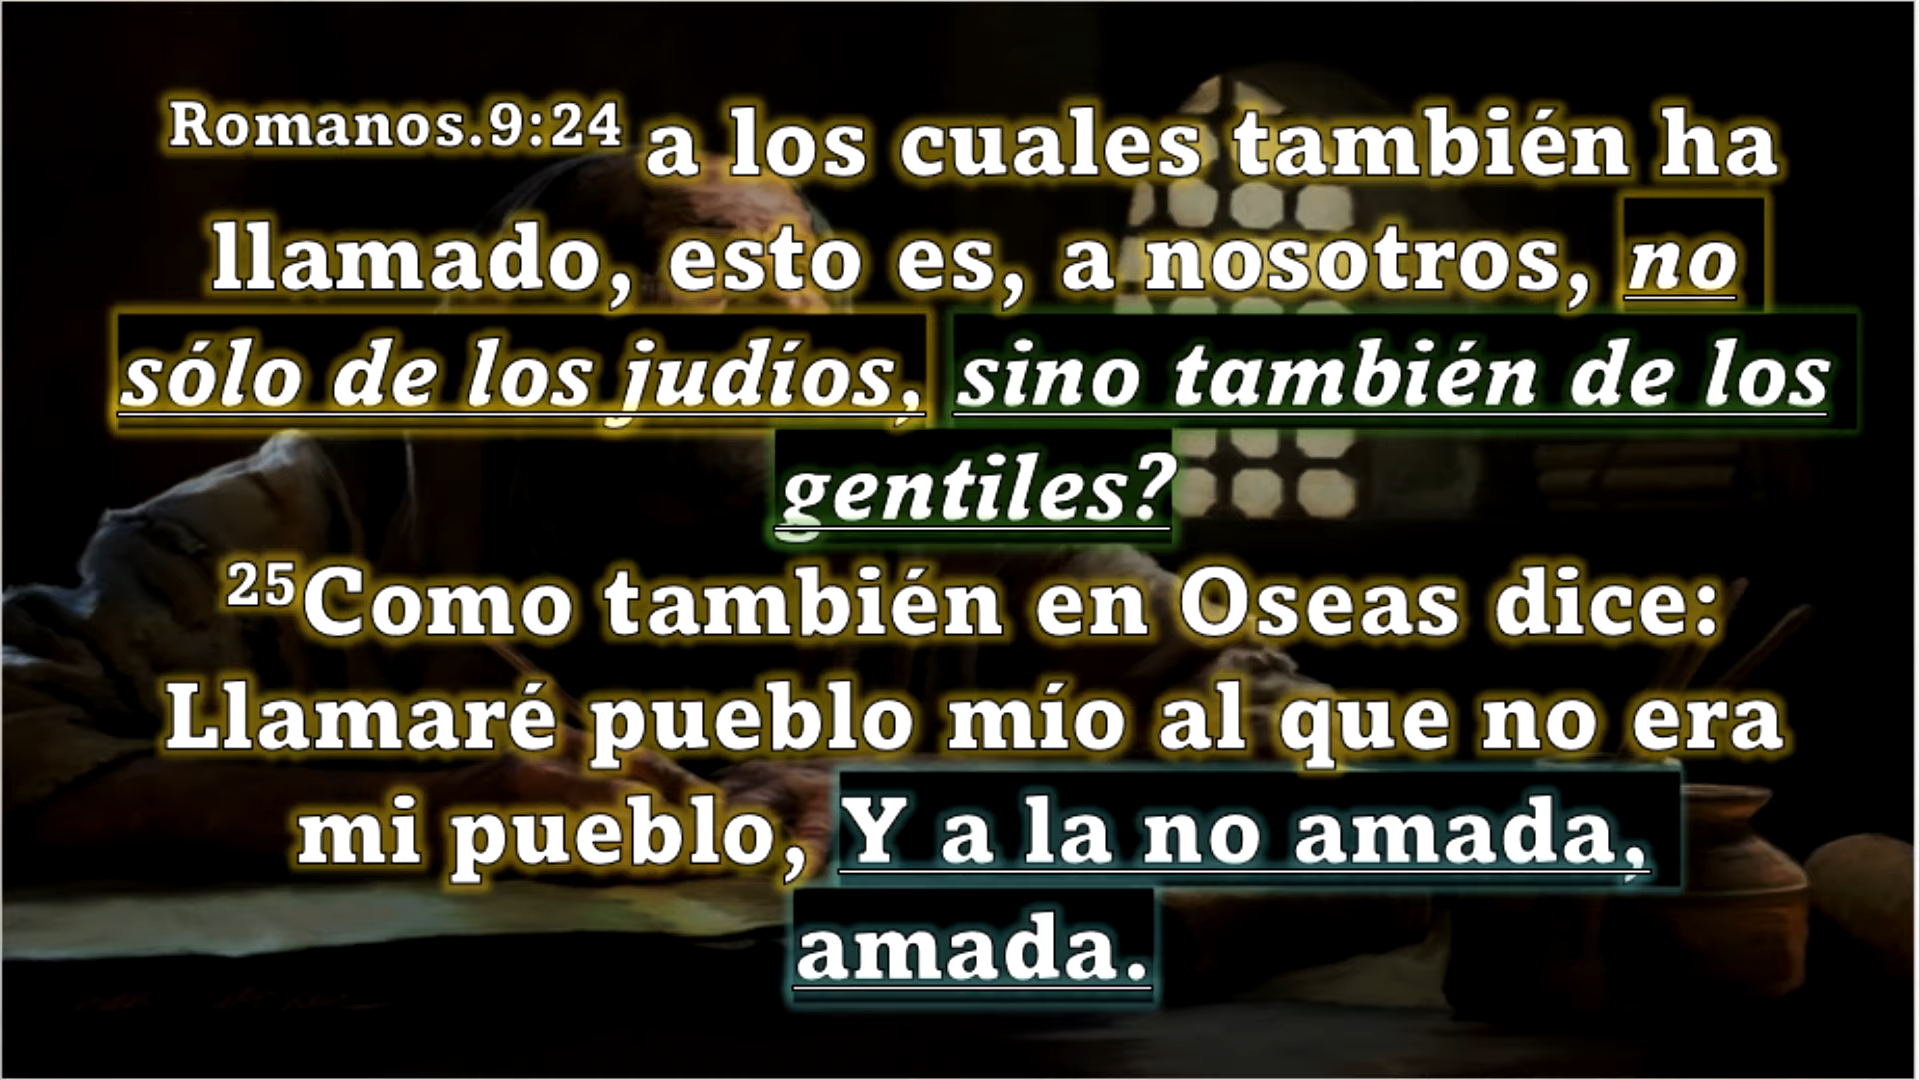 Romanos.9:24 a los cuales también ha
llamado, esto es, a nosotros, no
sólo de los judíos, sino también de los
gentiles?
25Como también en Oseas dice:
Llamaré pueblo mío al que no era
mi pueblo, Y a la no amada,
amada.